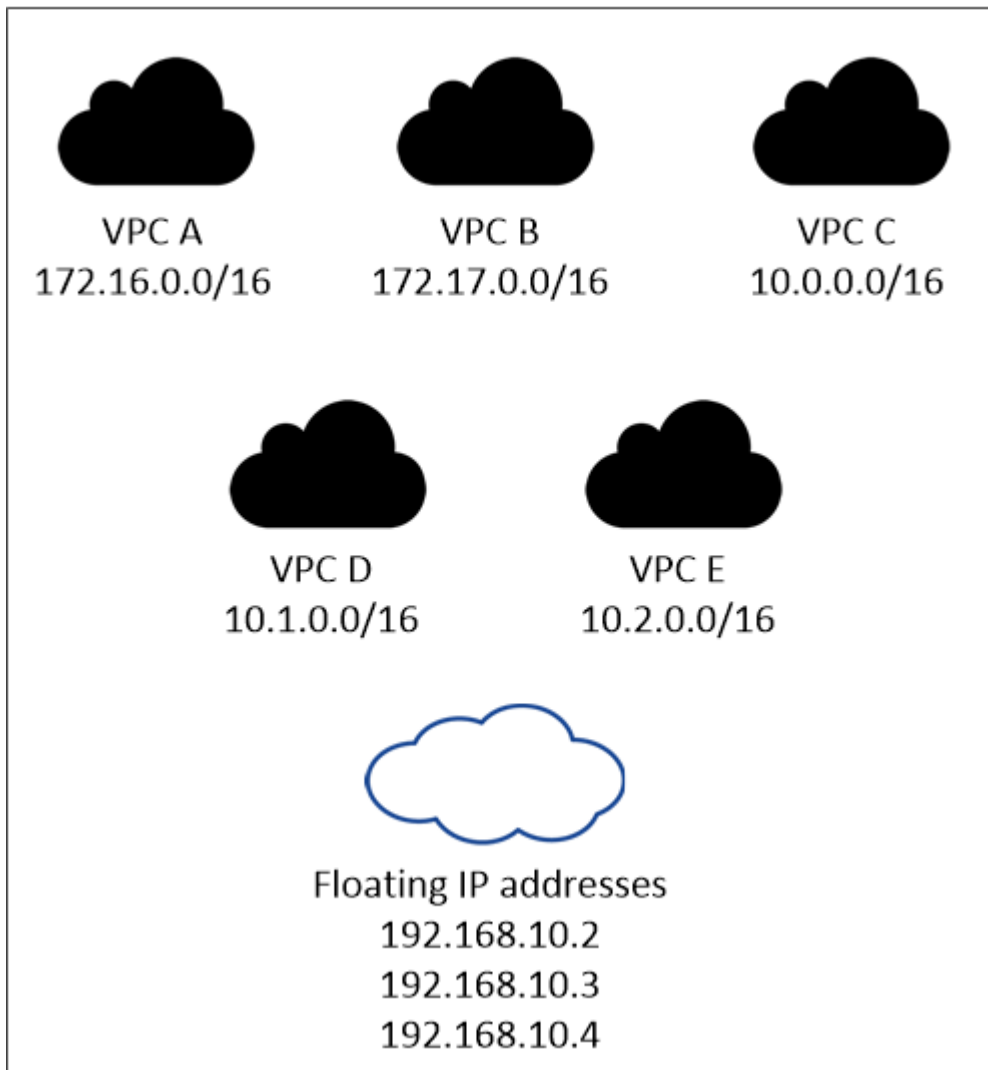 VPC A
172.16.0.0/16
VPC B
172.17.0.0/16
VPC C
10.0.0.0/16
VPC D
10.1.0.0/16
VPC E
10.2.0.0/16
Floating IP addresses
192.168.10.2
192.168.10.3
192.168.10.4